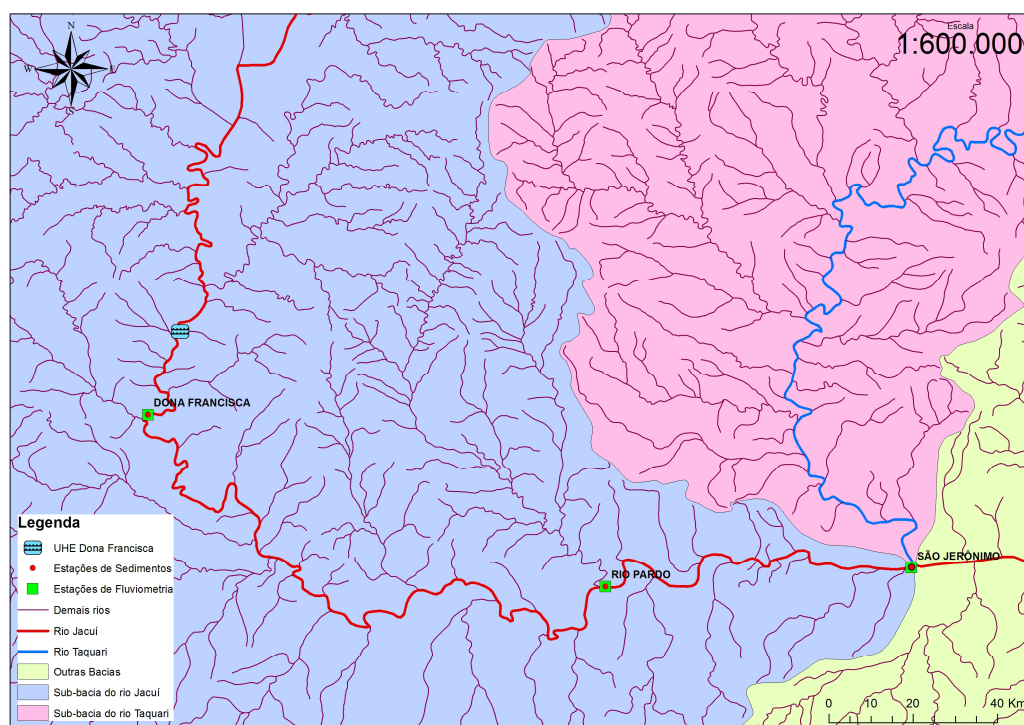 Escala
1:600.000
N
W
E
S
DONA FRANCISCA
RIO PARDO
SÃO JERÔNIMO
Legenda
UHE Dona Francisca
Estações de Sedimentos
Estações de Fluviometria
Demais rios
Rio Jacuí
Rio Taquari
Outras Bacias
Sub-bacia do rio Jacuí
Sub-bacia do rio Taquari
0 10 20 40 Km